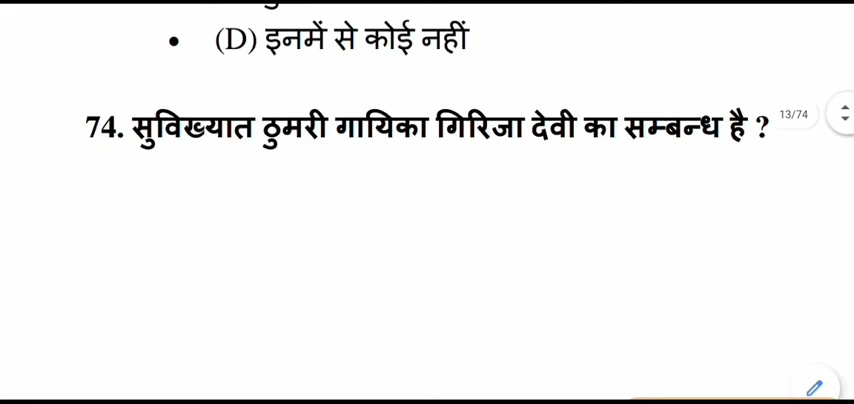 (D) इनमें से कोई नहीं
74. सुविख्यात ठुमरी गायिका गिरिजा देवी का सम्बन्ध है ?
13/74